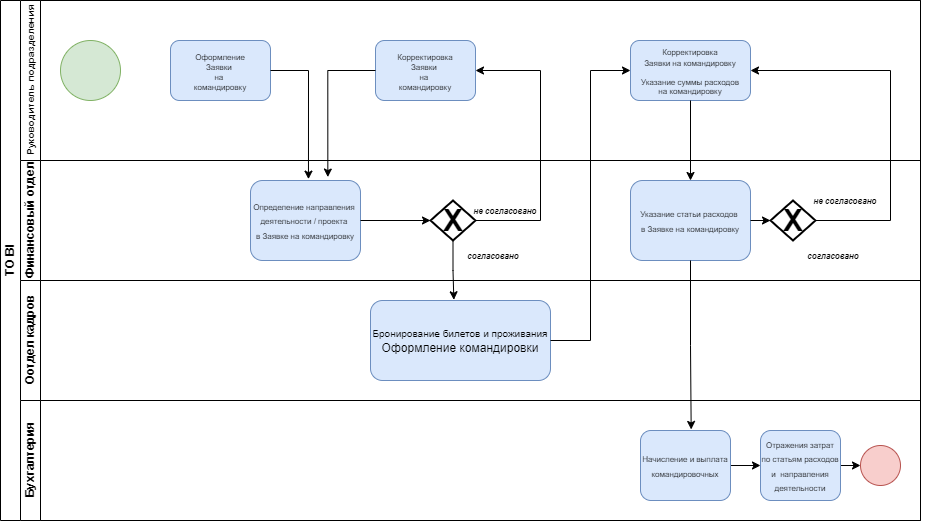 TO BI
Руководитель подразделения
Оформление
Заявки
на
командировку
Корректировка
Заявки
на
командировку
Корректировка
Заявки на командировку
Указание суммы расходов
на командировку
Финансовый отдел
Определение направления
деятельности / проекта
в Заявке на командировку
X
не согласовано
согласовано
Указание статьи расходов
в Заявке на командировку
X
не согласовано
согласовано
Оотдел кадров
Бронирование билетов и проживания
Оформление командировки
Бухгалтерия
Начисление и выплата
командировочных
Отражения затрат
по статьям расходов
и направления
деятельности